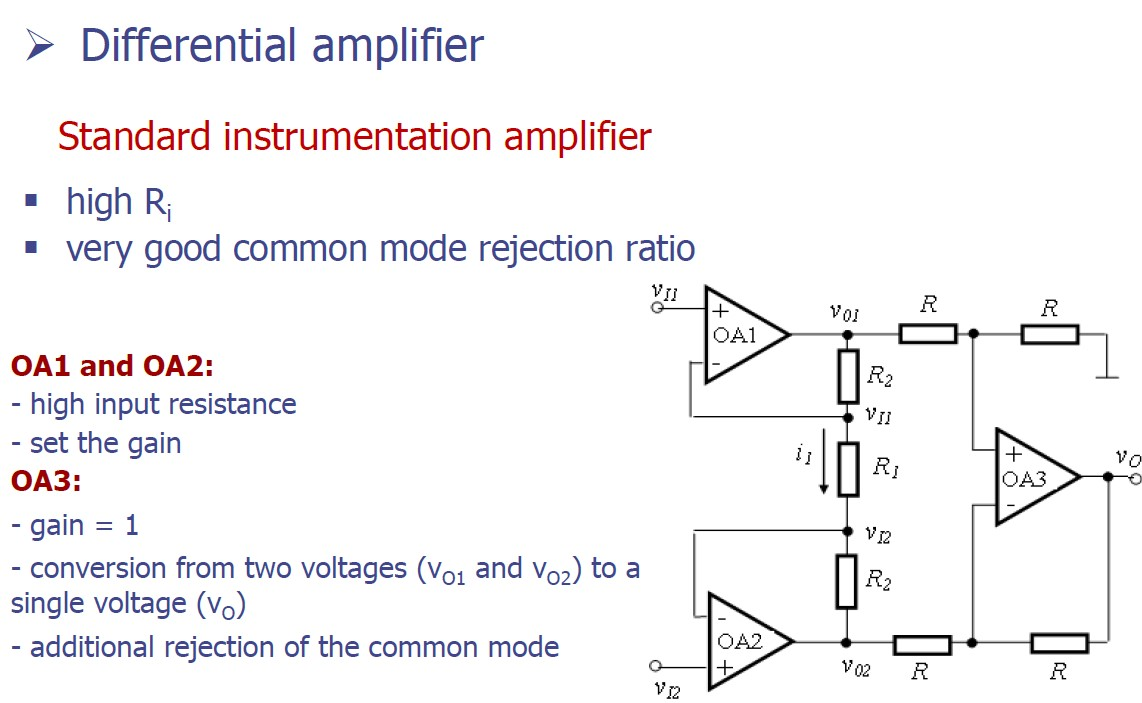 ➢ Differential amplifier
Standard instrumentation amplifier
▪ high Ri
▪ very good common mode rejection ratio
OA1 and OA2:
- high input resistance
- set the gain
OA3:
- gain = 1
- conversion from two voltages (vO1 and vO2) to a
single voltage (vO)
- additional rejection of the common mode
vI1
+
OA1
-
v01
R
R
R2
vI1
i1
R1
vI2
R2
+
OA3
-
vO
-
OA2
+
vI2
v02
R
R